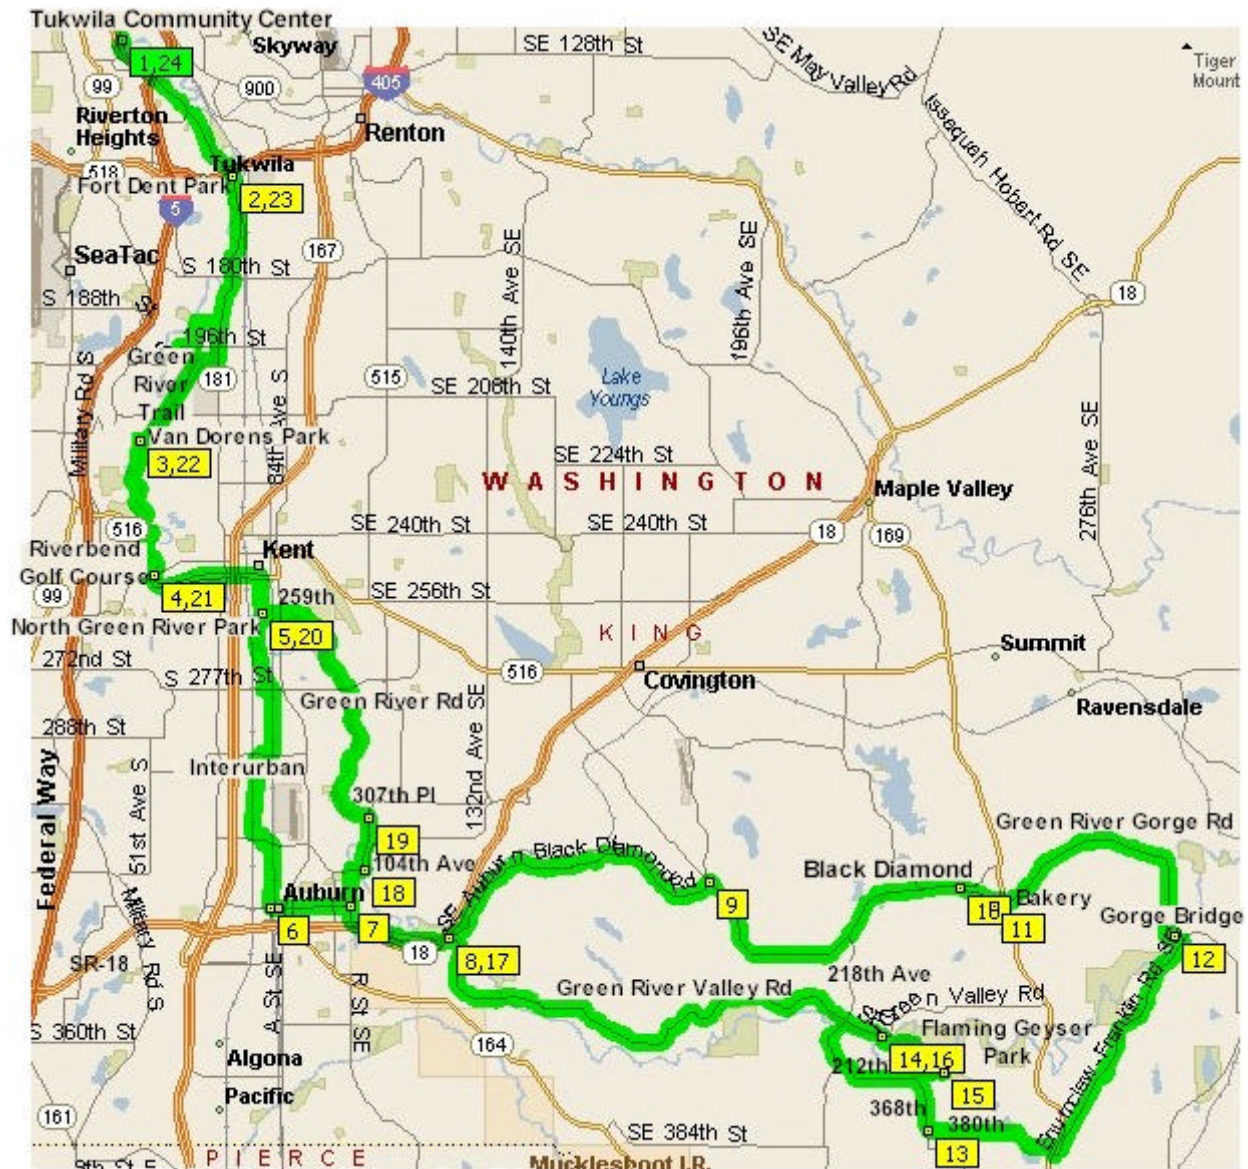 Tukwila Community Center
Skyway
SE 128th St
SE May Valley Rd
Tiger
Mount
1,24
99
900
405
Issequah Hobart Rd SE
Riverton
Heights
Renton
518
Tukwila
Fort Dent Park
2,23
5
SeaTac
167
S 180th St
140th Ave SE
196th Ave SE
18
S 188th
196th St
Green
River
Trail
181
515
Military Rd S
84th Ave S
SE 208th St
Lake
Youngs
276th Ave SE
Van Dorens Park
3,22
SE 224th St
WASHINGTON
Maple Valley
516
SE 240th St
SE 240th St
18
169
Riverbend
Golf Course
Kent
99
4,21
259th
SE 256th St
North Green River Park
5,20
KING
Summit
272nd St
S 277th St
516
Covington
Ravensdale
Green River Rd
132nd Ave SE
288th St
Interurban
51st Ave S
Federal Way
307th Pl
19
Green River Gorge Rd
104th Ave
18
SE Auburn Black Diamond
9
Black Diamond
18
Bakery
11
Auburn
6
7
Gorge Bridge
12
Military Rd S
SR-18
18
8,17
218th Ave
A St SE
R St SE
Green River Valley Rd
Green Valley Rd
S 360th St
164
Flaming Geyser
Park
14,16
Algona
212th
15
Pacific
368th
380th
161
SE 384th St
13
PIERCE
Muckleshoot I.R.